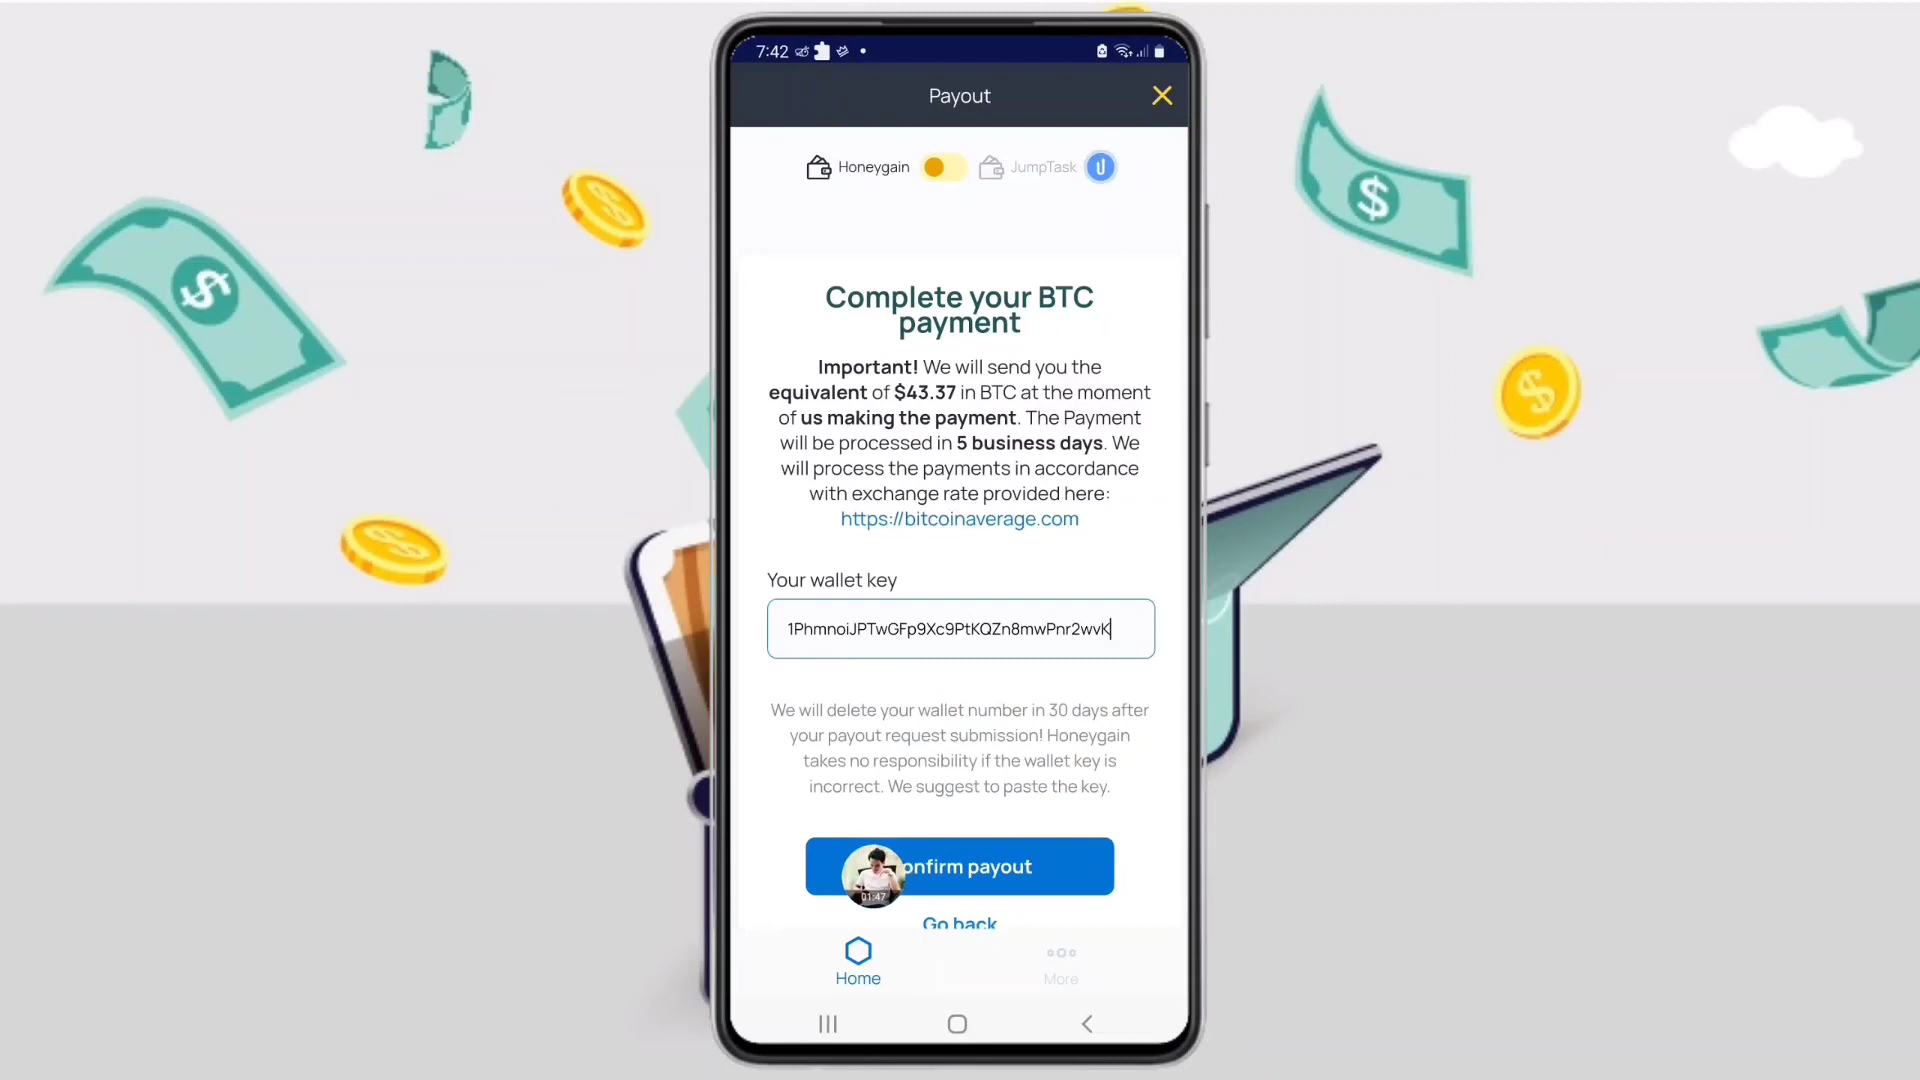 7:42
Payout
Honeygain JumpTask
Complete your BTC
payment
Important! We will send you the
equivalent of $43.37 in BTC at the moment
of us making the payment. The Payment
will be processed in 5 business days. We
will process the payments in accordance
with exchange rate provided here:
https://bitcoinaverage.com
Your wallet key
1PhmnoiJPTwGFp9Xc9PtKQZn8mwPnr2wvK
We will delete your wallet number in 30 days after
your payout request submission! Honeygain
takes no responsibility if the wallet key is
incorrect. We suggest to paste the key.
onfirm payout
01:47
Go back
Home
More